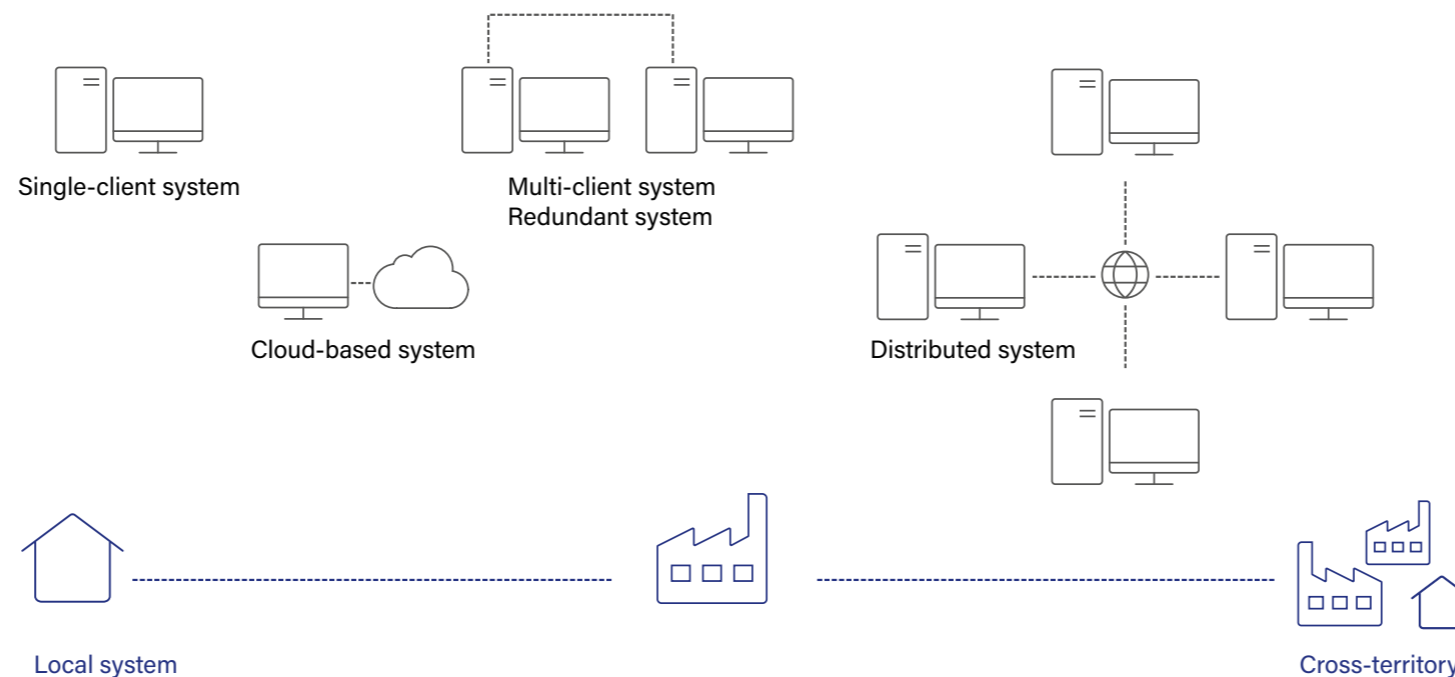 Single-client system
Multi-client system
Redundant system
Cloud-based system
Distributed system
Local system
Cross-territory